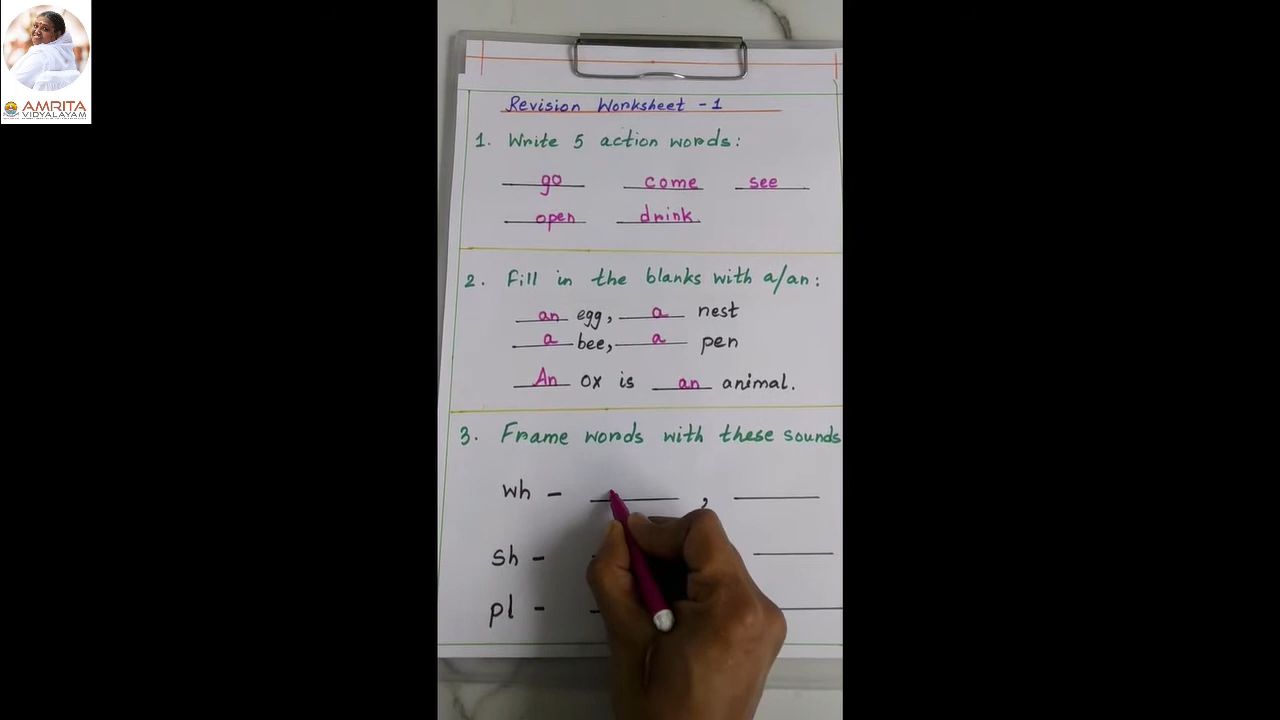 AMRITA
VIDYALAYAM
Revision Worksheet - 1
1. Write 5 action words:
go come see
open drink
2. Fill in the blanks with a/an:
an egg, a nest
a bee, a pen
An ox is an animal.
3. Frame words with these sounds
wh - ,
sh -
pl -